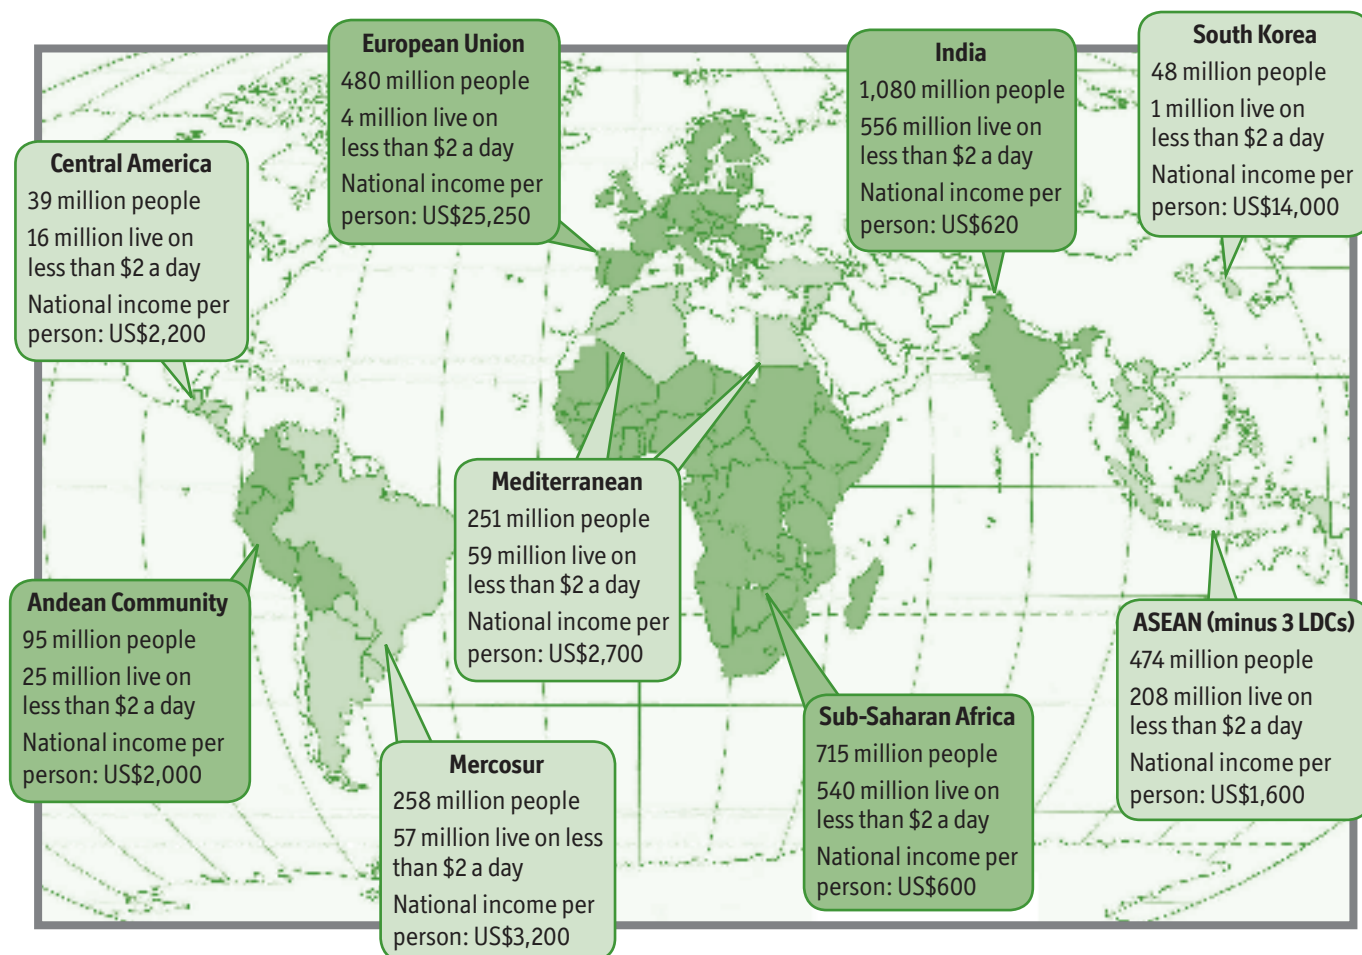 European Union
480 million people
4 million live on
less than $2 a day
National income per
person: US$25,250
India
1,080 million people
556 million live on
less than $2 a day
National income per
person: US$620
South Korea
48 million people
1 million live on
less than $2 a day
National income per
person: US$14,000
Central America
39 million people
16 million live on
less than $2 a day
National income per
person: US$2,200
Mediterranean
251 million people
59 million live on
less than $2 a day
National income per
person: US$2,700
Andean Community
95 million people
25 million live on
less than $2 a day
National income per
person: US$2,000
Mercosur
258 million people
57 million live on less
than $2 a day
National income per
person: US$3,200
Sub-Saharan Africa
715 million people
540 million live on
less than $2 a day
National income per
person: US$600
ASEAN (minus 3 LDCs)
474 million people
208 million live on
less than $2 a day
National income per
person: US$1,600